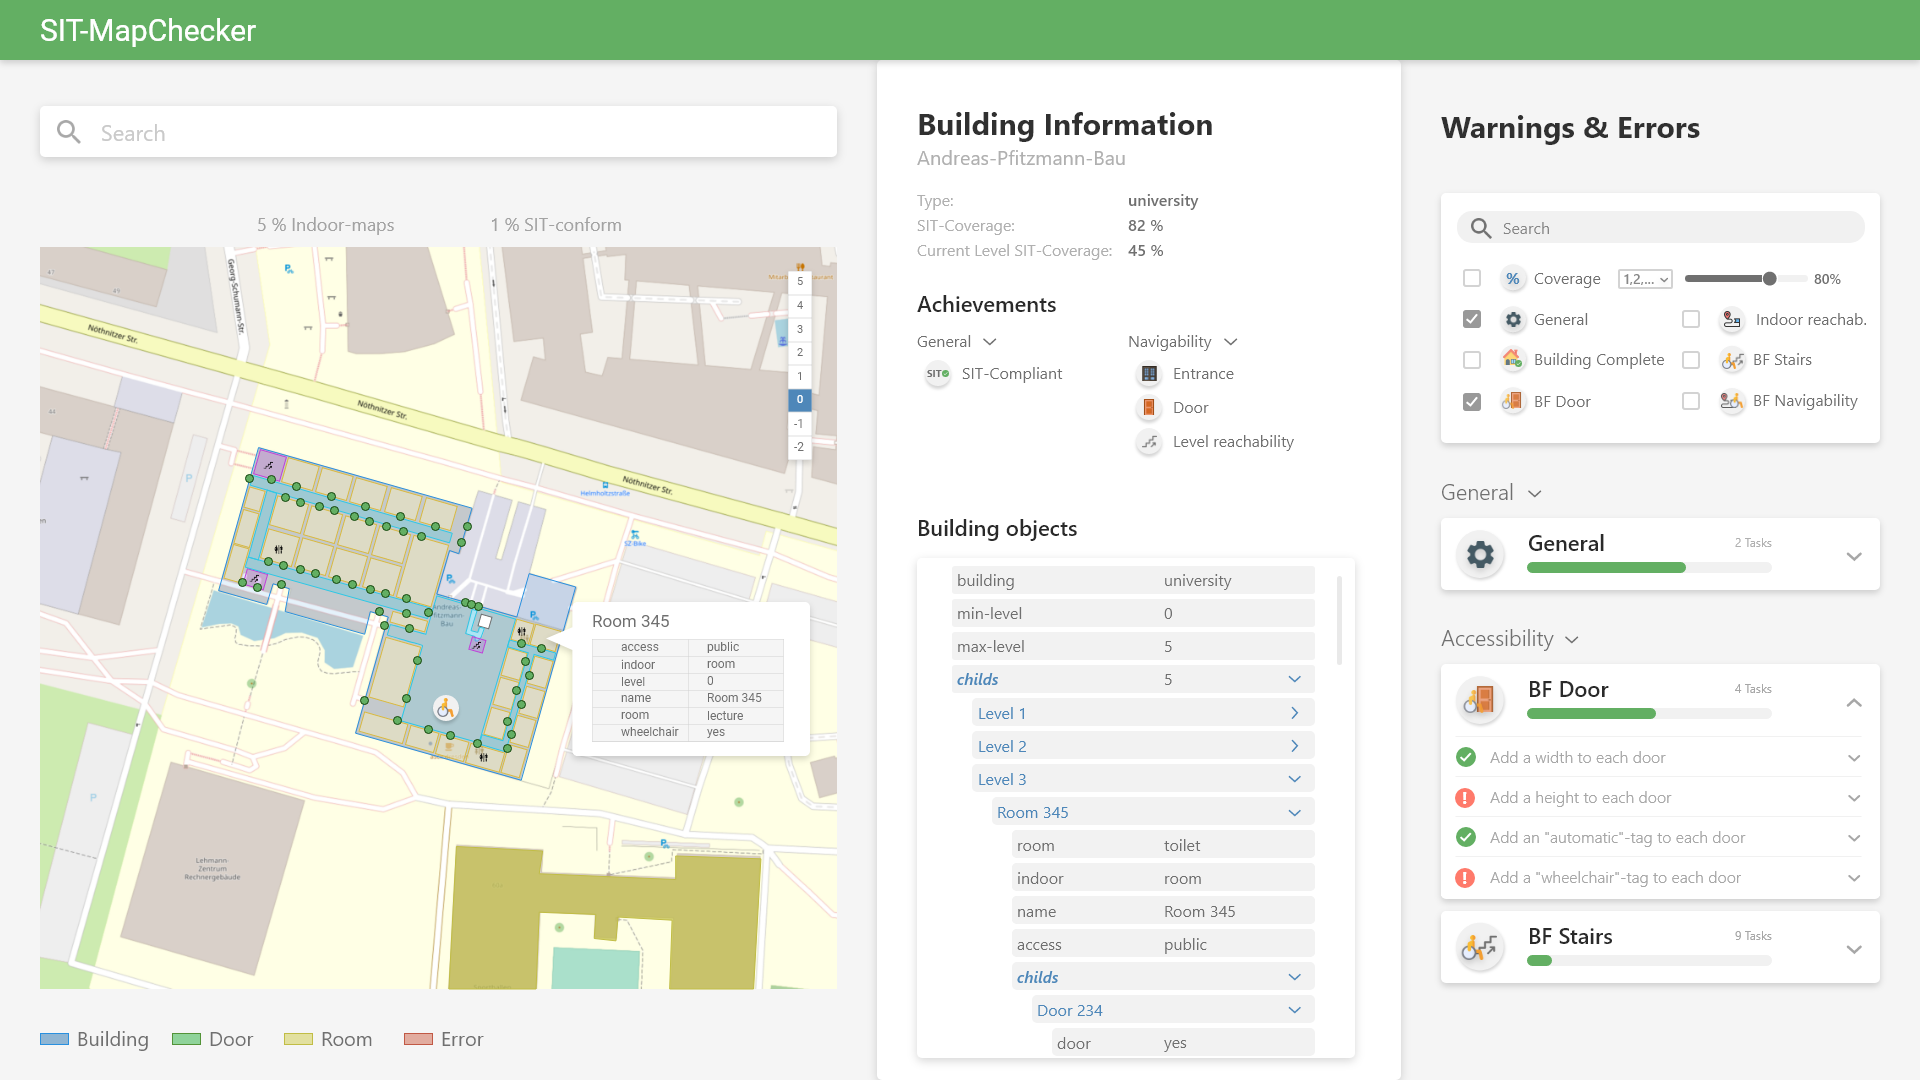 SIT-MapChecker
Search
5 % Indoor-maps
1 % SIT-conform
Georg-Schumann-Str.
Nöthnitzer Str.
Nöthnitzer Str.
Nöthnitzer Str.
Helmholtzstraße
SZ-Bike
5
4
3
2
1
0
-1
-2
P
P
Lehmann-
Zentrum
Rechnergebäude
Room 345
access public
indoor room
level 0
name Room 345
room lecture
wheelchair yes
Building
Door
Room
Error
Building Information
Andreas-Pfitzmann-Bau
Type: university
SIT-Coverage: 82 %
Current Level SIT-Coverage: 45 %
Achievements
General
SIT SIT-Compliant
Navigability
Entrance
Door
Level reachability
Building objects
building university
min-level 0
max-level 5
childs 5
Level 1
Level 2
Level 3
Room 345
room toilet
indoor room
name Room 345
access public
childs
Door 234
door yes
Warnings & Errors
Search
% Coverage 1,2,... 80%
General
Indoor reachab.
Building Complete
BF Stairs
BF Door
BF Navigability
General
General 2 Tasks
Accessibility
BF Door 4 Tasks
Add a width to each door
Add a height to each door
Add an "automatic"-tag to each door
Add a "wheelchair"-tag to each door
BF Stairs 9 Tasks